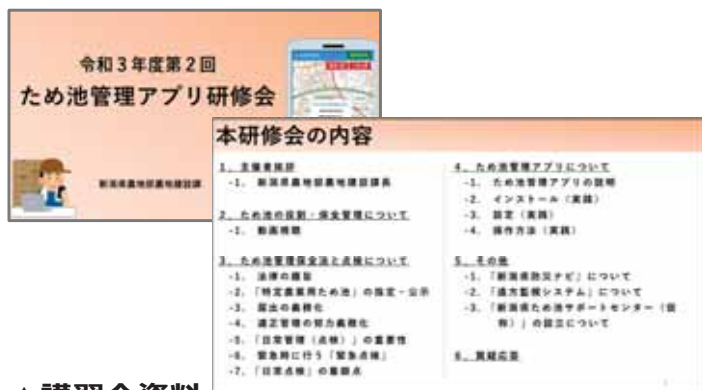 令和３年度第２回
ため池管理アプリ研修会
新潟県農地部農地建設課
本研修会の内容
1. 主催者挨拶
-1. 新潟県農地部農地建設課長
2. ため池の役割・保全管理について
-1. 動画視聴
3. ため池管理保全法と点検について
-1. 法律の趣旨
-2. 「特定農業用ため池」の指定・公示
-3. 届出の義務化
-4. 適正管理の努力義務化
-5. 「日常管理（点検）」の重要性
-6. 緊急時に行う「緊急点検」
-7. 「日常点検」の着眼点
4. ため池管理アプリについて
-1. ため池管理アプリの説明
-2. インストール（実践）
-3. 設定（実践）
-4. 操作方法（実践）
5. その他
-1. 「新潟県防災ナビ」について
-2. 「遠方監視システム」について
-3. 「新潟県ため池サポートセンター（仮
称）」の設立について
6. 質疑応答
▲講習会資料